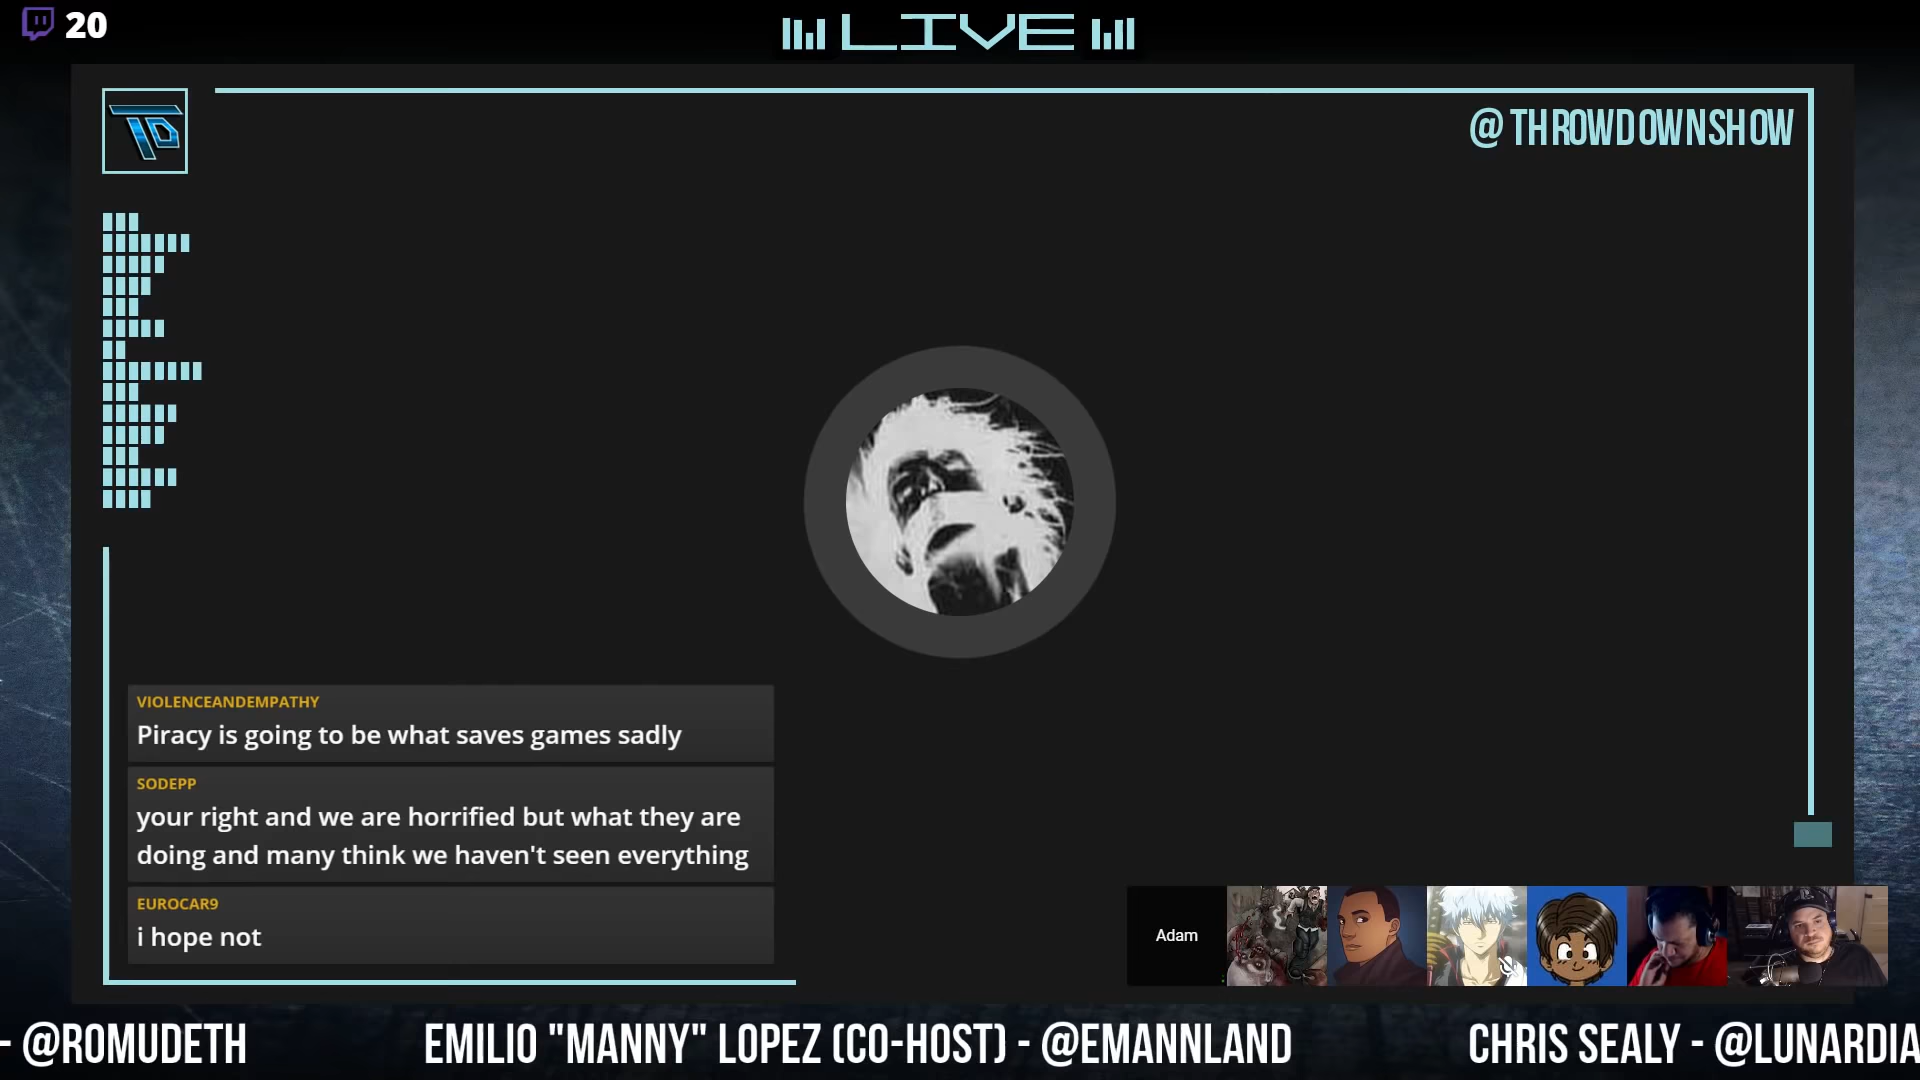 20
LIVE
TD
@THROWDOWNSHOW
VIOLENCEANDEMPATHY
Piracy is going to be what saves games sadly
SODEPP
your right and we are horrified but what they are
doing and many think we haven't seen everything
EUROCAR9
i hope not
Adam
- @ROMUDETH EMILIO "MANNY" LOPEZ (CO-HOST) - @EMANNLAND CHRIS SEALY - @LUNARDIA